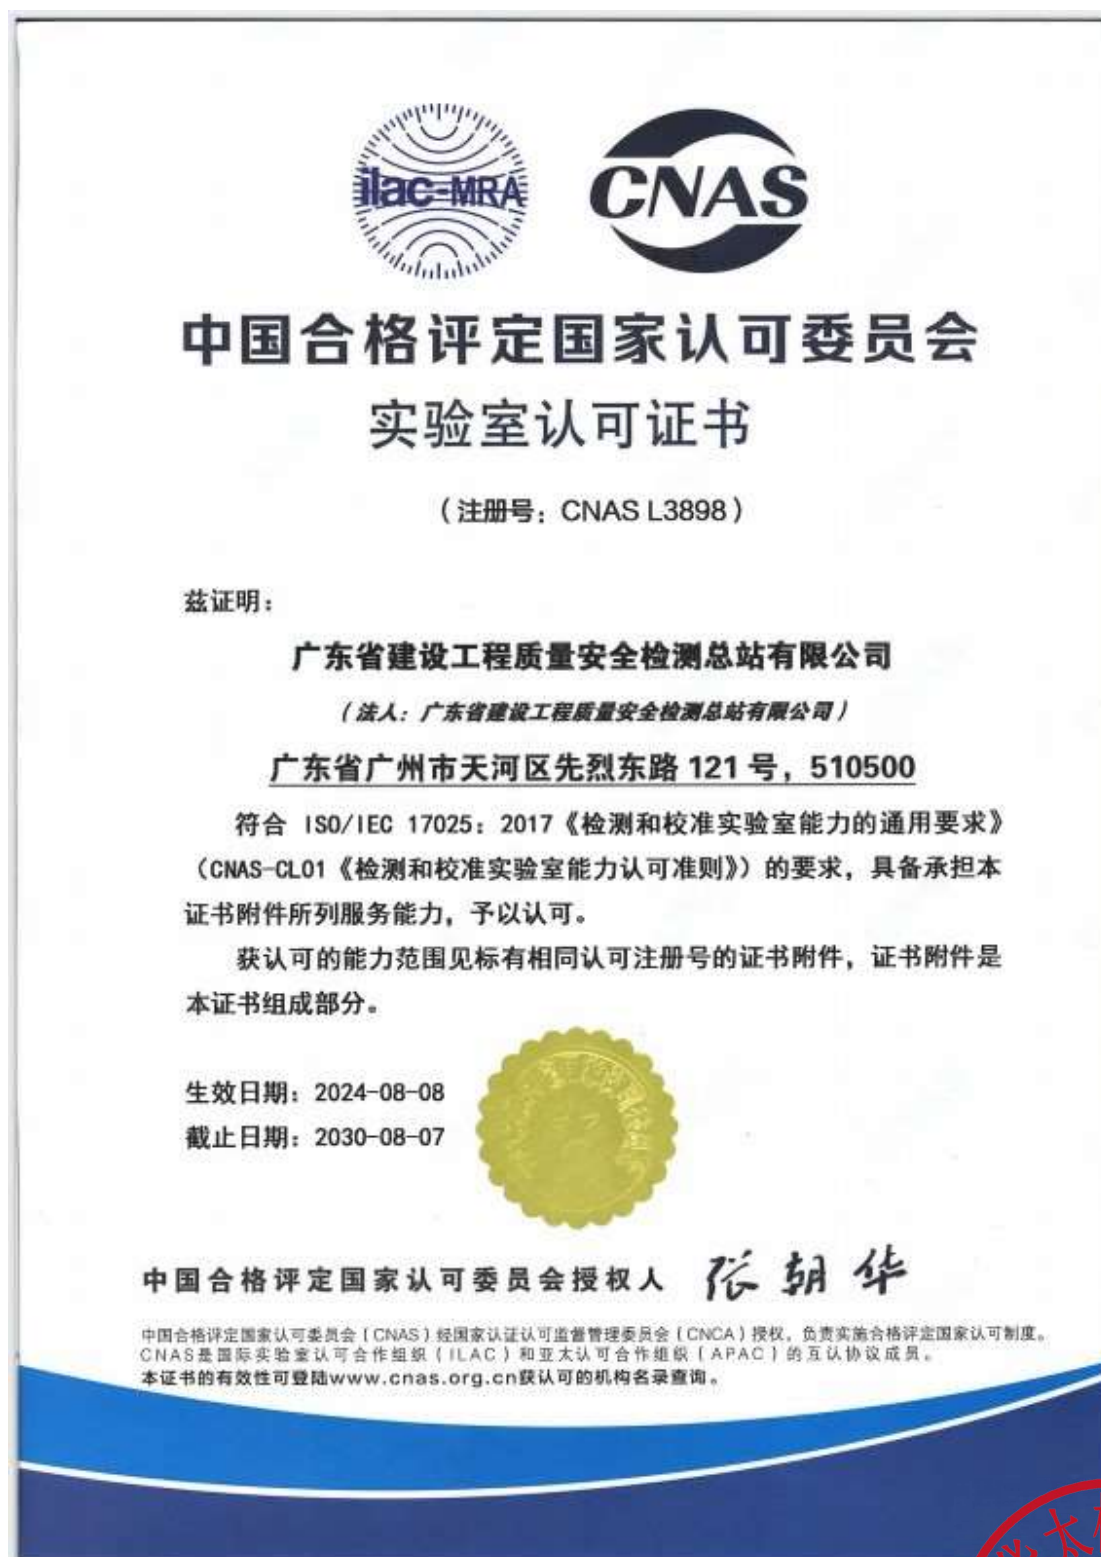 ilac-MRA
CNAS
中国合格评定国家认可委员会
实验室认可证书
（注册号：CNAS L3898）
兹证明：
广东省建设工程质量安全检测总站有限公司
（法人：广东省建设工程质量安全检测总站有限公司）
广东省广州市天河区先烈东路 121 号，510500
符合 ISO/IEC 17025：2017《检测和校准实验室能力的通用要求》
（CNAS-CL01《检测和校准实验室能力认可准则》）的要求，具备承担本
证书附件所列服务能力，予以认可。
获认可的能力范围见标有相同认可注册号的证书附件，证书附件是
本证书组成部分。
生效日期：2024-08-08
截止日期：2030-08-07
中国合格评定国家认可委员会授权人 张朝华
中国合格评定国家认可委员会（CNAS）经国家认证认可监督管理委员会（CNCA）授权，负责实施合格评定国家认可制度。
CNAS是国际实验室认可合作组织（ILAC）和亚太认可合作组织（APAC）的互认协议成员。
本证书的有效性可登陆www.cnas.org.cn获认可的机构名录查询。